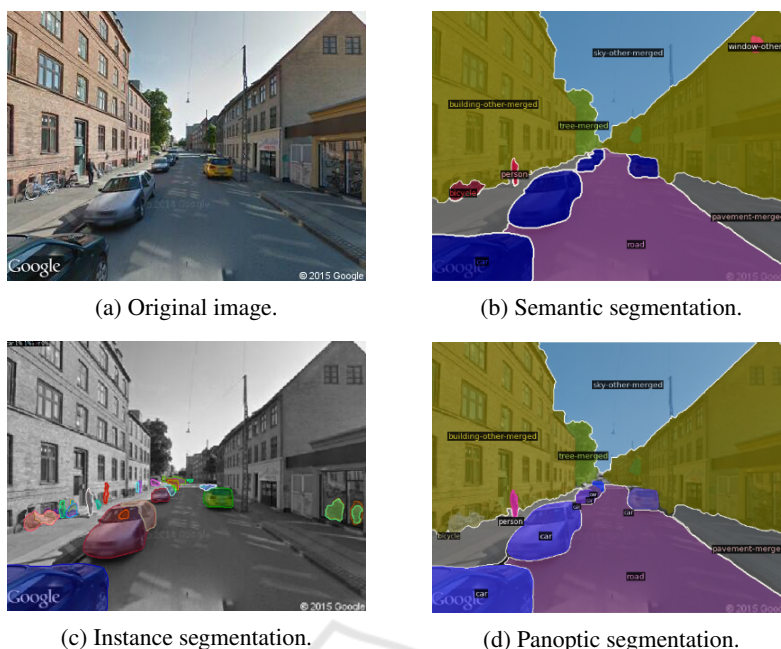 Google
© 2015 Google
(a) Original image.
sky-other-merged
window-other
building-other-merged
tree-merged
person
bicycle
pavement-merged
road
car
Google
© 2015 Google
(b) Semantic segmentation.
Google
© 2015 Google
(c) Instance segmentation.
sky-other-merged
building-other-merged
tree-merged
car
person
car
bicycle
car
pavement-merge
road
car
Google
© 2015 Google
(d) Panoptic segmentation.